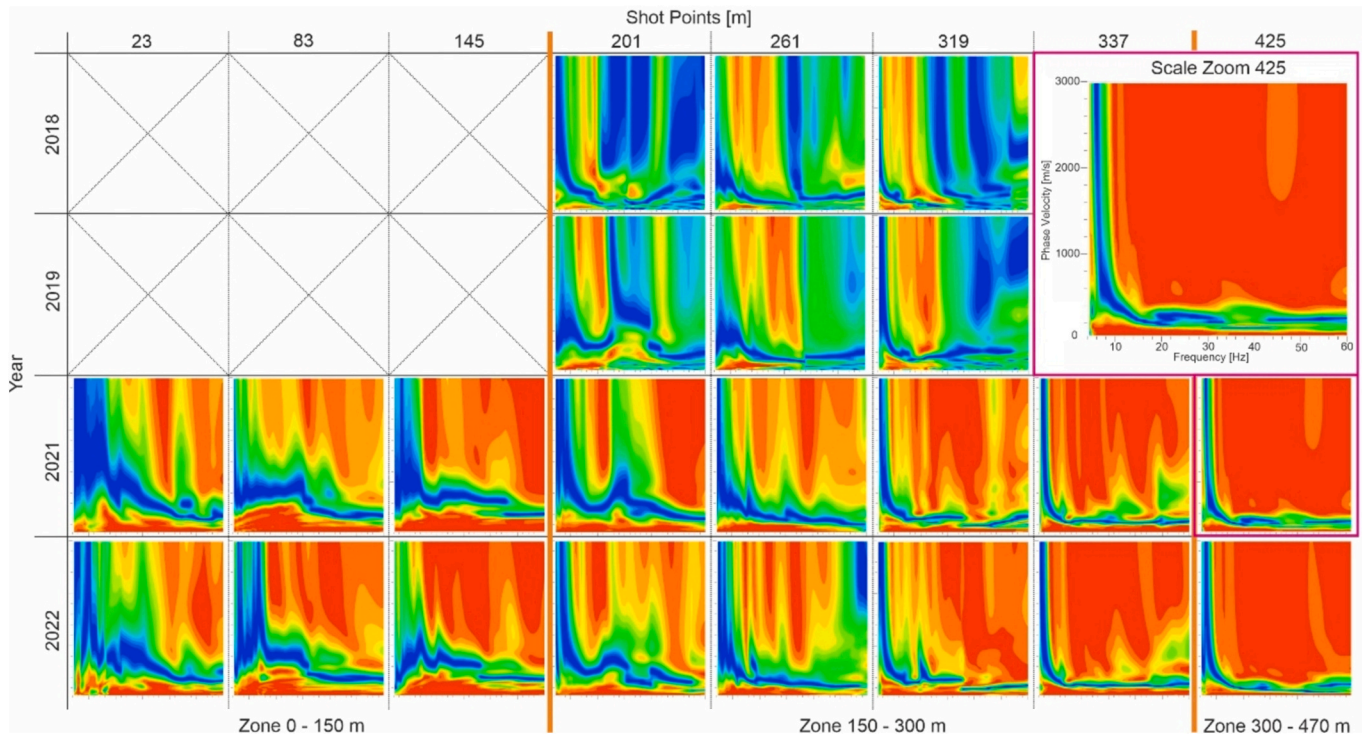 Shot Points [m]
23 83 145 201 261 319 337 425
Scale Zoom 425
3000
2000
1000
0
Phase Velocity [m/s]
10 20 30 40 50 60
Frequency [Hz]
Year
2018
2019
2021
2022
Zone 0 - 150 m Zone 150 - 300 m Zone 300 - 470 m